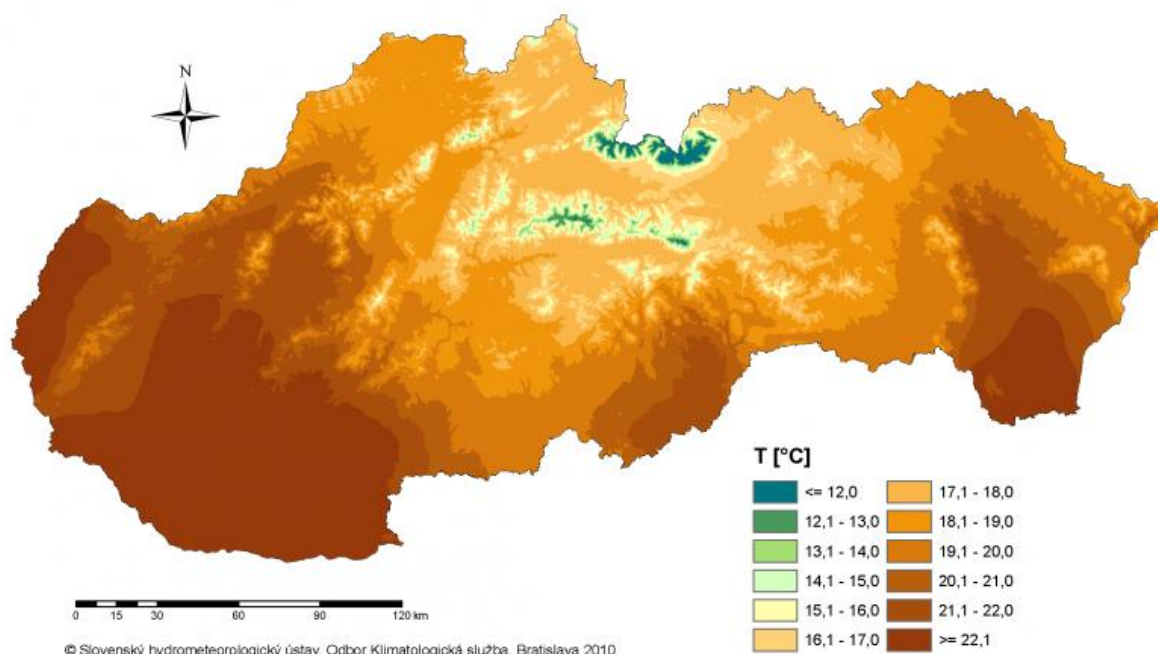 N
T [°C]
<= 12,0
12,1 - 13,0
13,1 - 14,0
14,1 - 15,0
15,1 - 16,0
16,1 - 17,0
17,1 - 18,0
18,1 - 19,0
19,1 - 20,0
20,1 - 21,0
21,1 - 22,0
>= 22,1
0 15 30 60 90 120 km
© Slovenský hydrometeorologický ústav, Odbor Klimatologická služba, Bratislava 2010